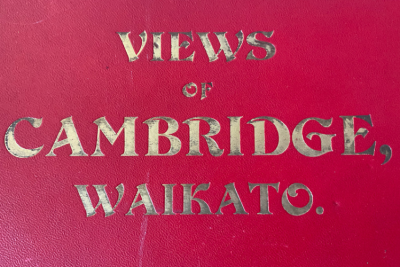 VIEWS
OF
CAMBRIDGE,
WAIKATO.